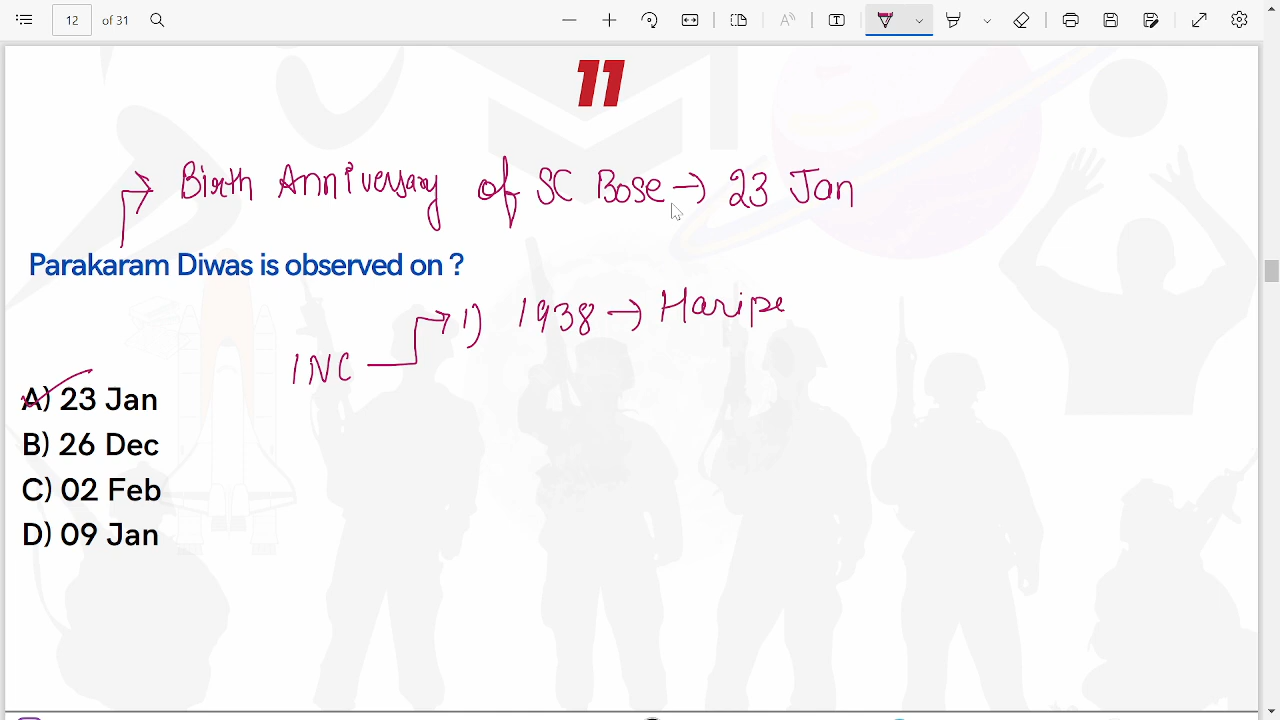 12 of 31
11
Birth Anniversary of SC Bose → 23 Jan
Parakaram Diwas is observed on ?
1) 1938 → Haripe
INC
A) 23 Jan
B) 26 Dec
C) 02 Feb
D) 09 Jan